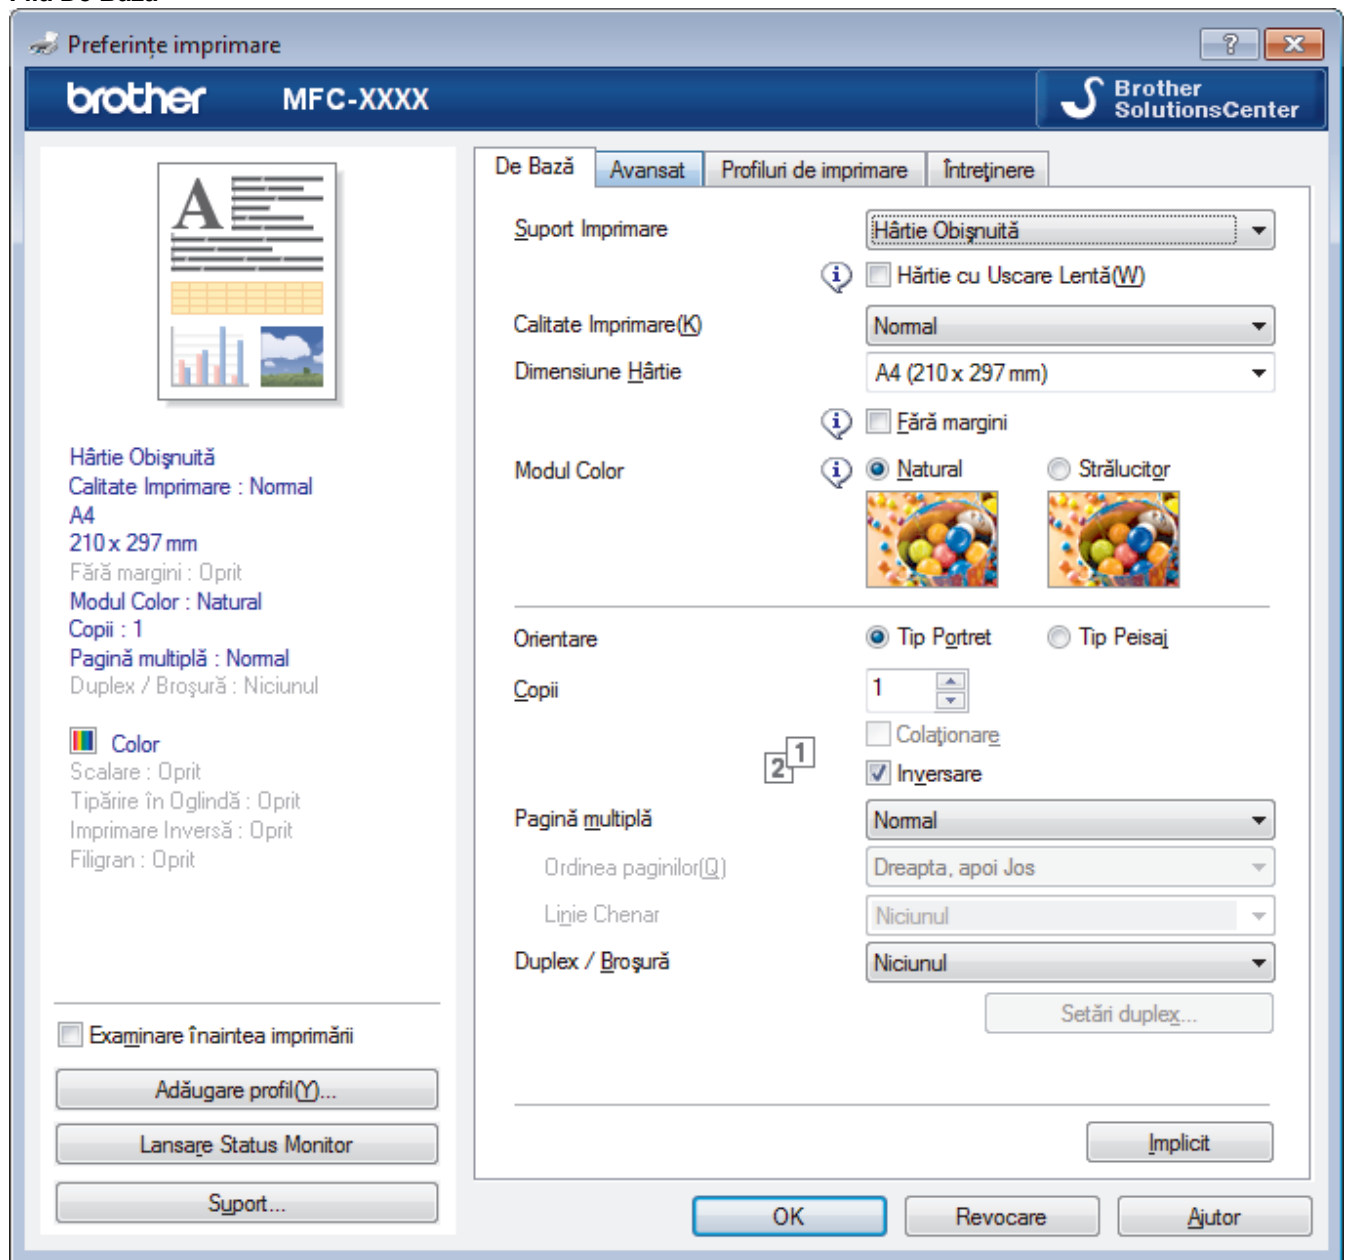 Preferințe imprimare
brother MFC-XXXX
Brother
SolutionsCenter
A
Hârtie Obişnuită
Calitate Imprimare : Normal
A4
210 x 297 mm
Fără margini : Oprit
Modul Color : Natural
Copii : 1
Pagină multiplă : Normal
Duplex / Broşură : Niciunul
Color
Scalare : Oprit
Tipărire în Oglindă : Oprit
Imprimare Inversă : Oprit
Filigran : Oprit
Examinare înaintea imprimării
Adăugare profil(Y)...
Lansare Status Monitor
Suport...
De Bază Avansat Profiluri de imprimare Întreţinere
Suport Imprimare Hârtie Obişnuită
Hărtie cu Uscare Lentă(W)
Calitate Imprimare(K) Normal
Dimensiune Hârtie A4 (210 x 297 mm)
Fără margini
Modul Color Natural Strălucitor
Orientare Tip Portret Tip Peisaj
Copii 1
Colaţionare
2 1
Inversare
Pagină multiplă Normal
Ordinea paginilor(Q) Dreapta, apoi Jos
Linie Chenar Niciunul
Duplex / Broşură Niciunul
Setări duplex...
Implicit
OK Revocare Ajutor